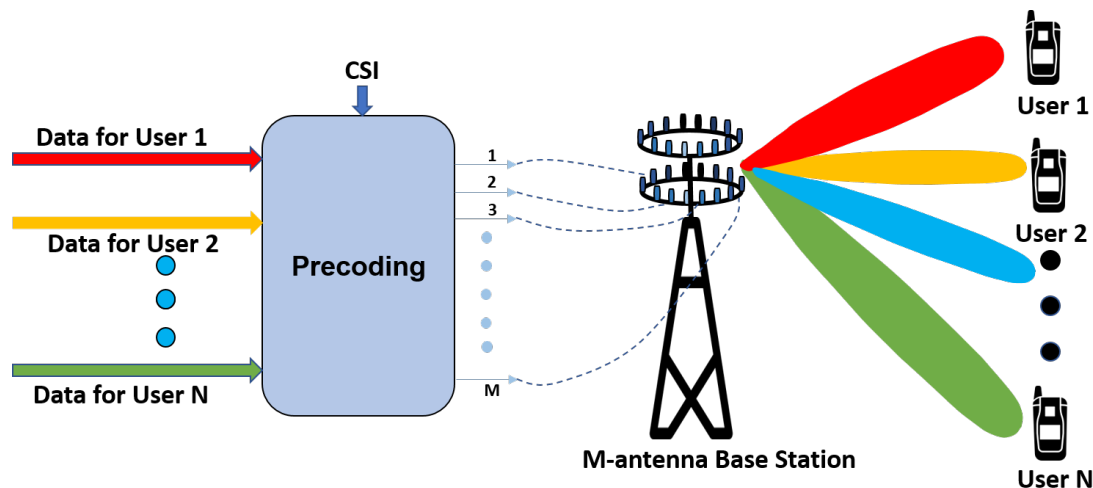 CSI
Data for User 1
Data for User 2
Data for User N
Precoding
1
2
3
M
M-antenna Base Station
User 1
User 2
User N